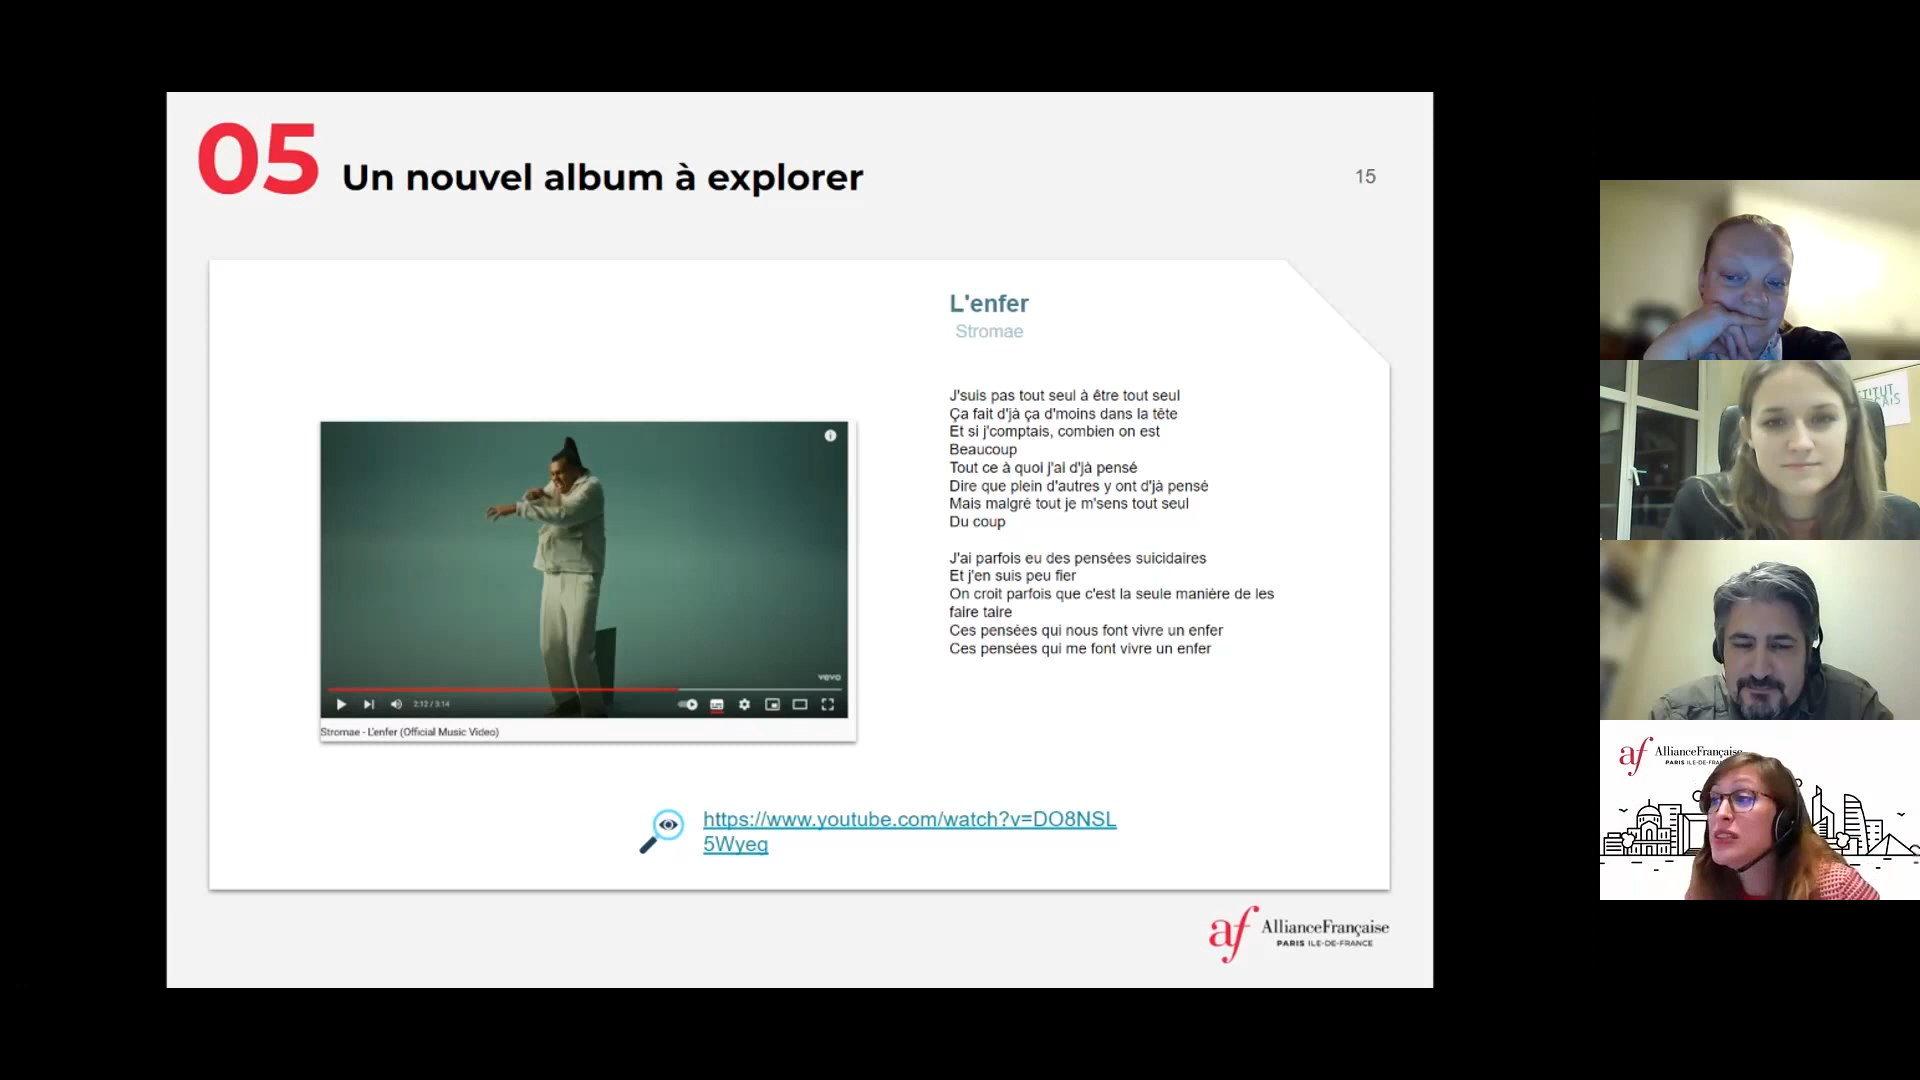 05 Un nouvel album à explorer
15
L'enfer
Stromae
J'suis pas tout seul à être tout seul
Ça fait d'jà ça d'moins dans la tête
Et si j'comptais, combien on est
Beaucoup
Tout ce à quoi j'ai d'jà pensé
Dire que plein d'autres y ont d'jà pensé
Mais malgré tout je m'sens tout seul
Du coup
J'ai parfois eu des pensées suicidaires
Et j'en suis peu fier
On croit parfois que c'est la seule manière de les
faire taire
Ces pensées qui nous font vivre un enfer
Ces pensées qui me font vivre un enfer
vevo
2:12 / 3:14
Stromae - L'enfer (Official Music Video)
https://www.youtube.com/watch?v=DO8NSL
5Wyeg
af AllianceFrançaise
PARIS ILE-DE-FRANCE
af AllianceFrançaise
PARIS